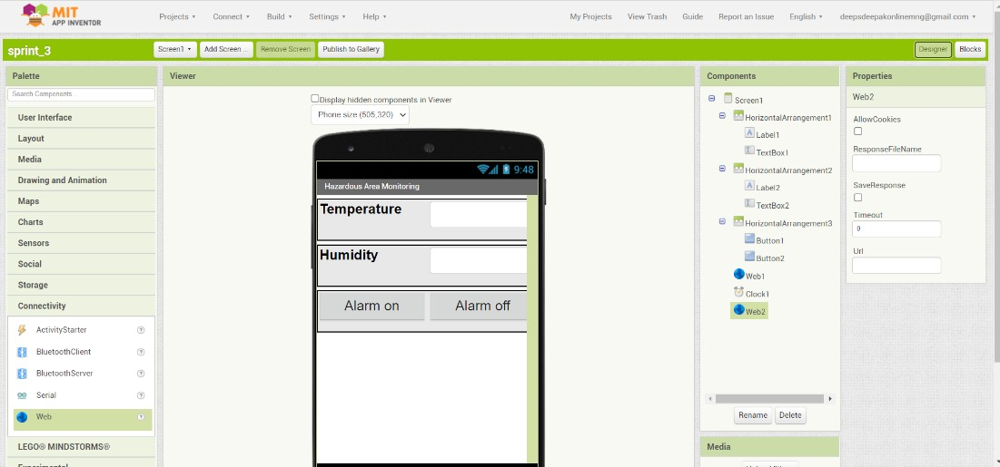 MIT
APP INVENTOR
Projects Connect Build Settings Help My Projects View Trash Guide Report an Issue English deepsdeepakonlinemng@gmail.com
sprint_3 Screen1 Add Screen ... Remove Screen Publish to Gallery Designer Blocks
Palette
Search Components...
User Interface
Layout
Media
Drawing and Animation
Maps
Charts
Sensors
Social
Storage
Connectivity
ActivityStarter
BluetoothClient
BluetoothServer
Serial
Web
LEGO® MINDSTORMS®
Viewer
Display hidden components in Viewer
Phone size (505,320)
9:48
Hazardous Area Monitoring
Temperature
Humidity
Alarm on Alarm off
Components
Screen1
HorizontalArrangement1
Label1
TextBox1
HorizontalArrangement2
Label2
TextBox2
HorizontalArrangement3
Button1
Button2
Web1
Clock1
Web2
Rename Delete
Media
Properties
Web2
AllowCookies
ResponseFileName
SaveResponse
Timeout
0
Url